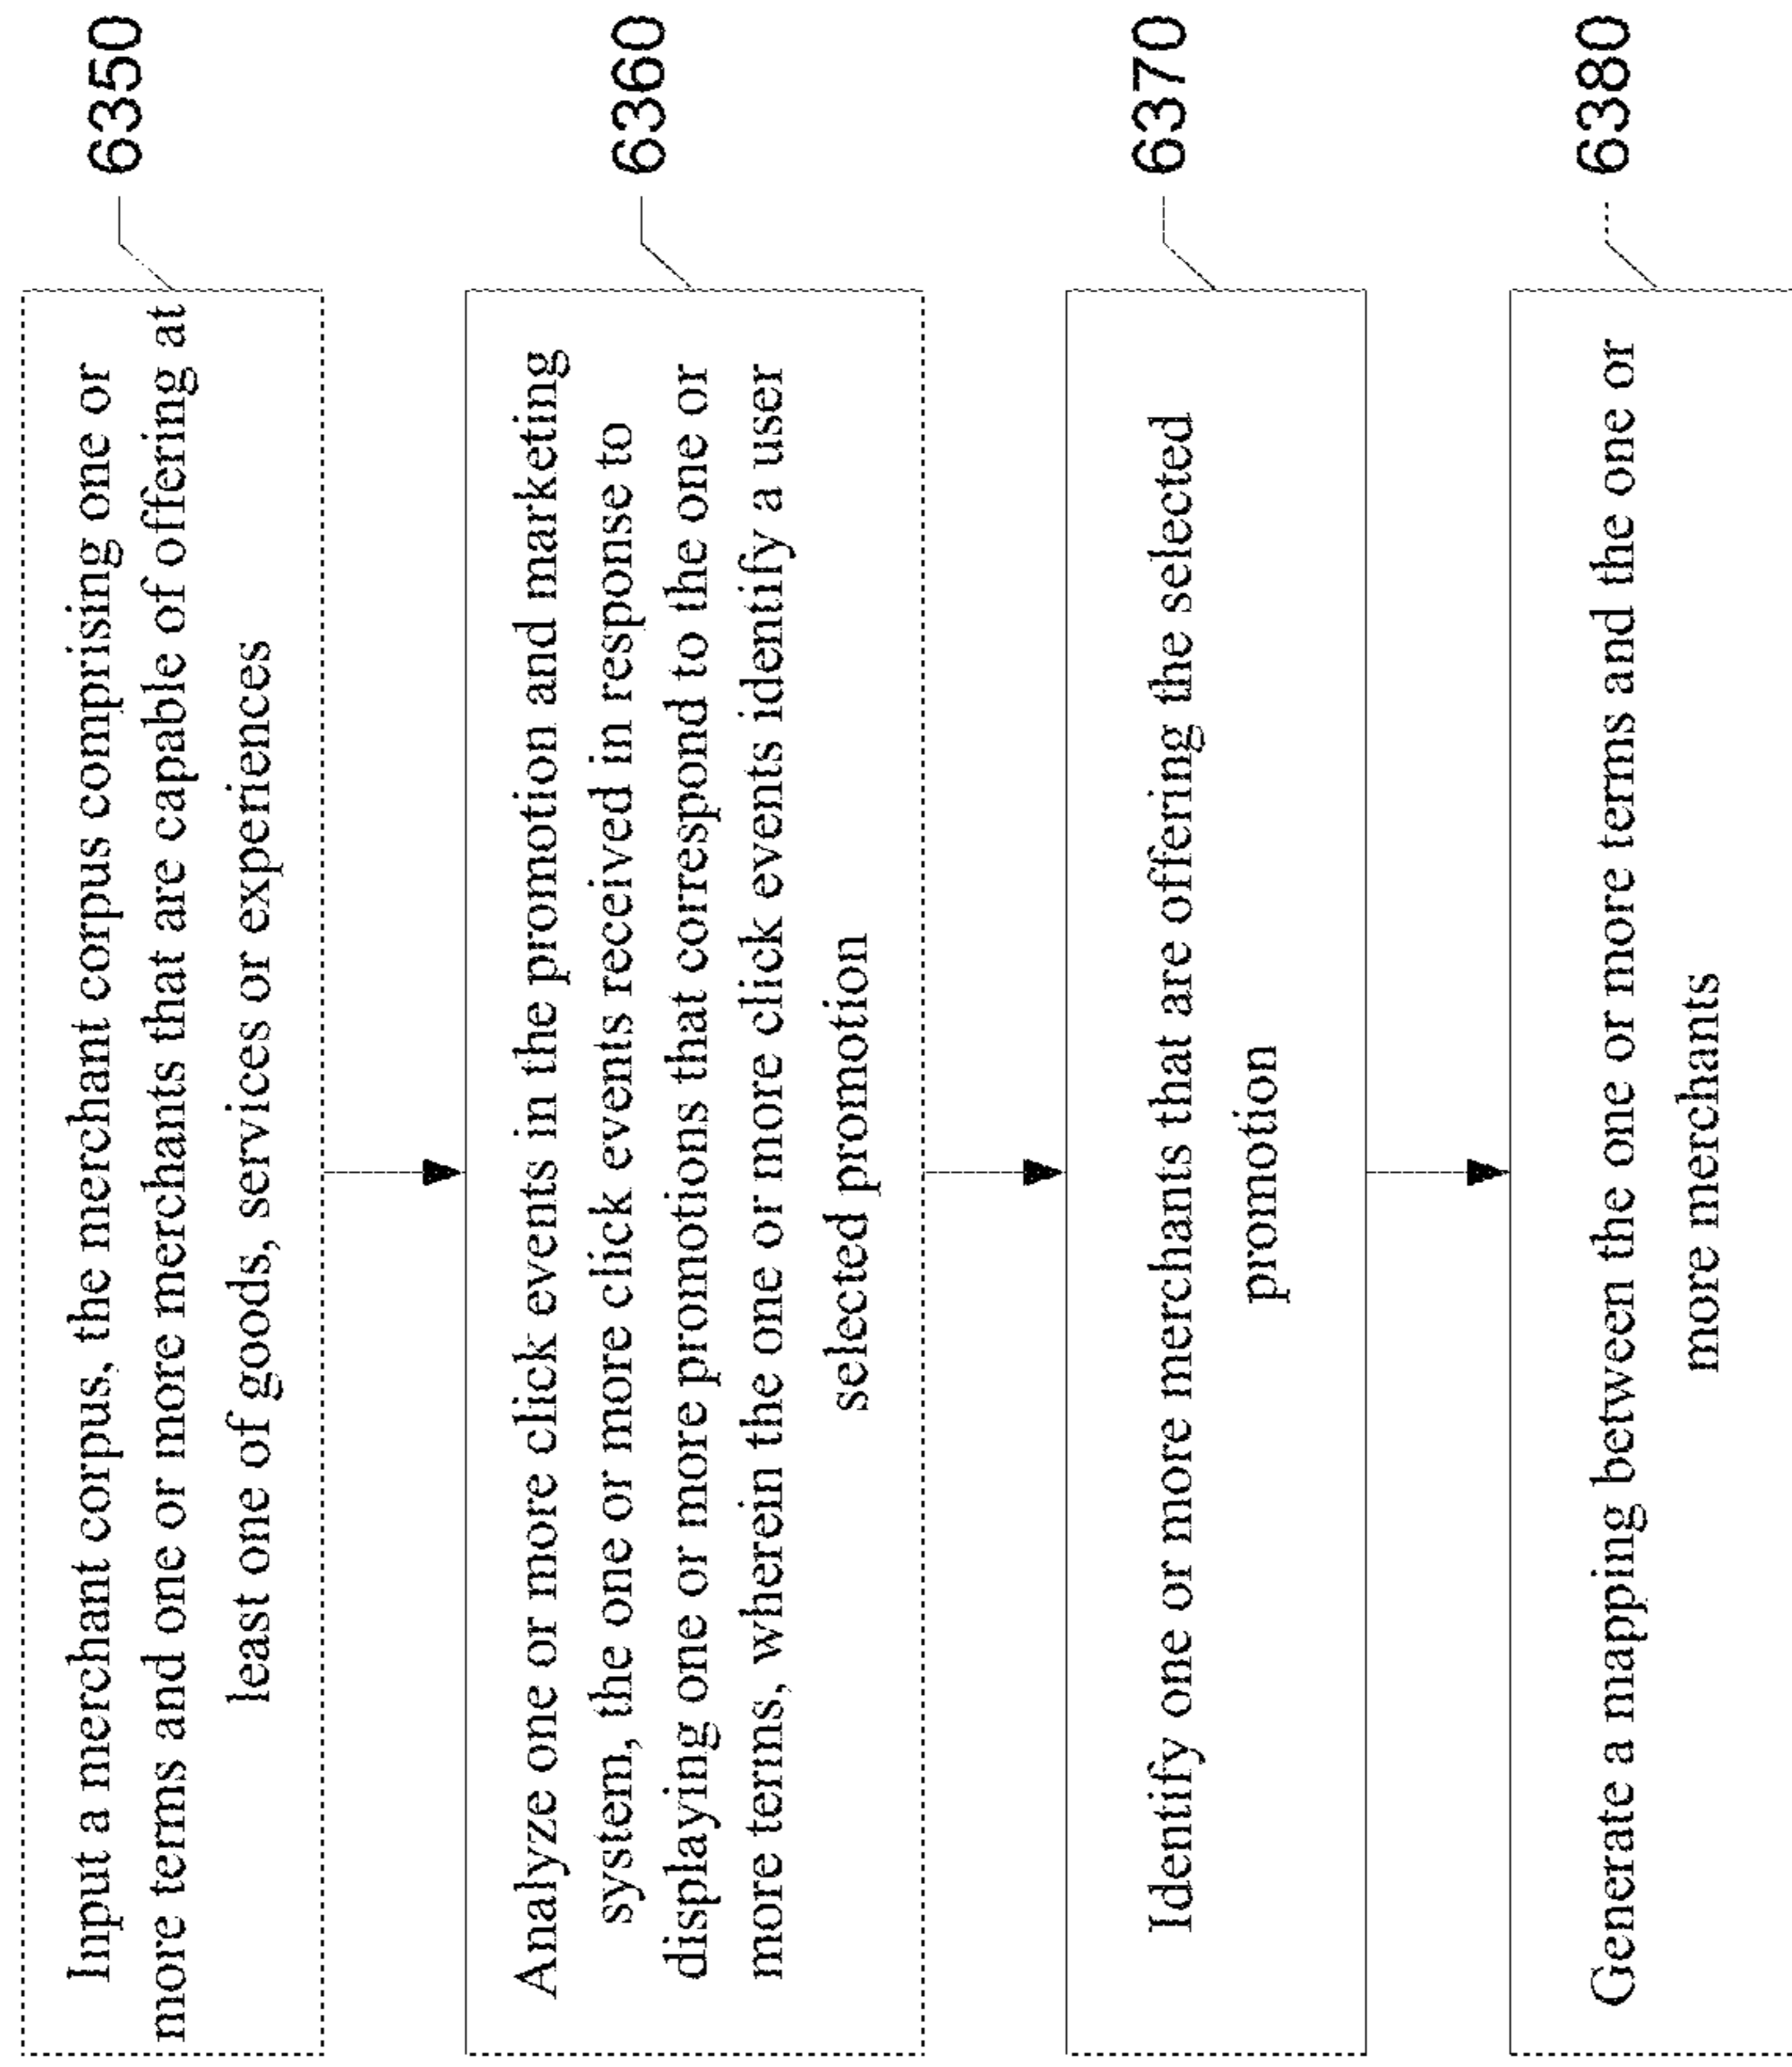 Input a merchant corpus, the merchant corpus comprising one or
more terms and one or more merchants that are capable of offering at
least one of goods, services or experiences
6350
Analyze one or more click events in the promotion and marketing
system, the one or more click events received in response to
displaying one or more promotions that correspond to the one or
more terms, wherein the one or more click events identify a user
selected promotion
6360
Identify one or more merchants that are offering the selected
promotion
6370
Generate a mapping between the one or more terms and the one or
more merchants
6380